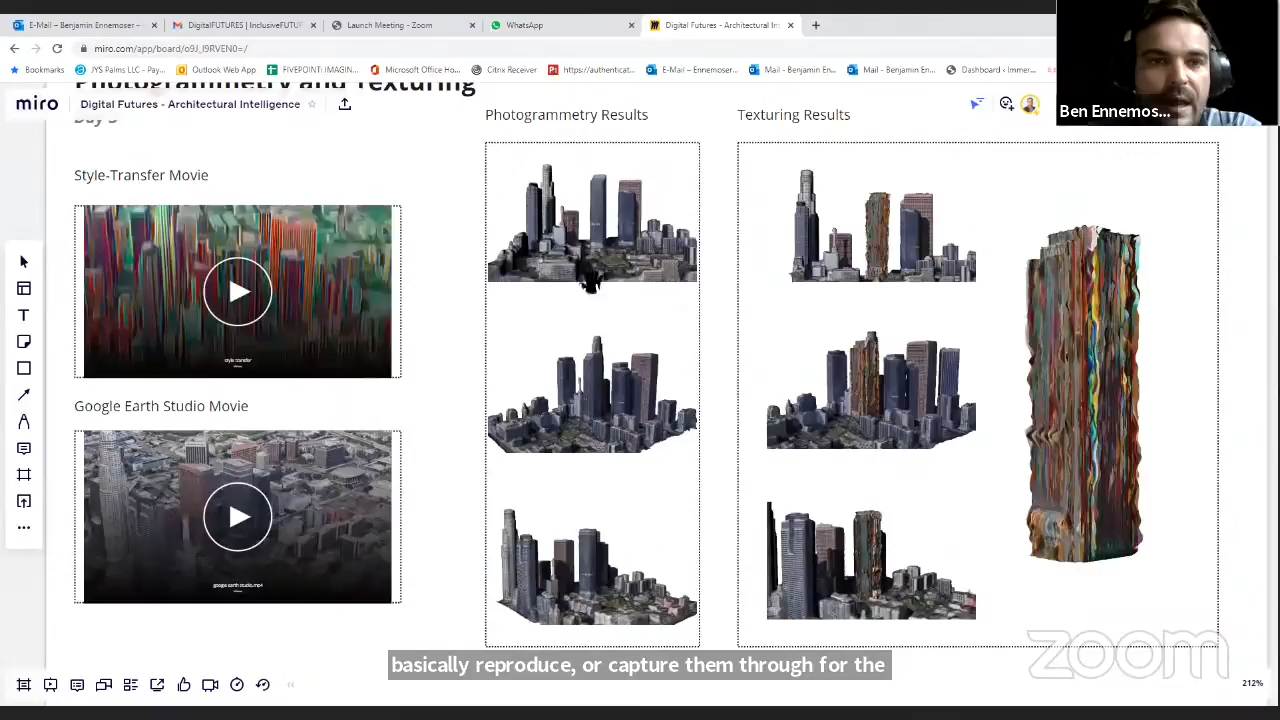 E-Mail – Benjamin Ennemoser –
DigitalFUTURES | InclusiveFUTUR
Launch Meeting - Zoom
WhatsApp
Digital Futures - Architectural In
miro.com/app/board/o9J_l9RVEN0=/
Bookmarks
JYS Palms LLC - Pay...
Outlook Web App
FIVEPOINT: IMAGIN...
Microsoft Office Ho...
Citrix Receiver
https://authenticat...
E-Mail – Ennemoser...
Mail - Benjamin En...
Mail - Benjamin En...
Dashboard ‹ Immer...
Photogrammetry and Texturing
miro
Digital Futures - Architectural Intelligence
Ben Ennemos...
Day 3
Photogrammetry Results
Texturing Results
Style-Transfer Movie
style transfer
Google Earth Studio Movie
google earth studio.mp4
basically reproduce, or capture them through for the
zoom
212%